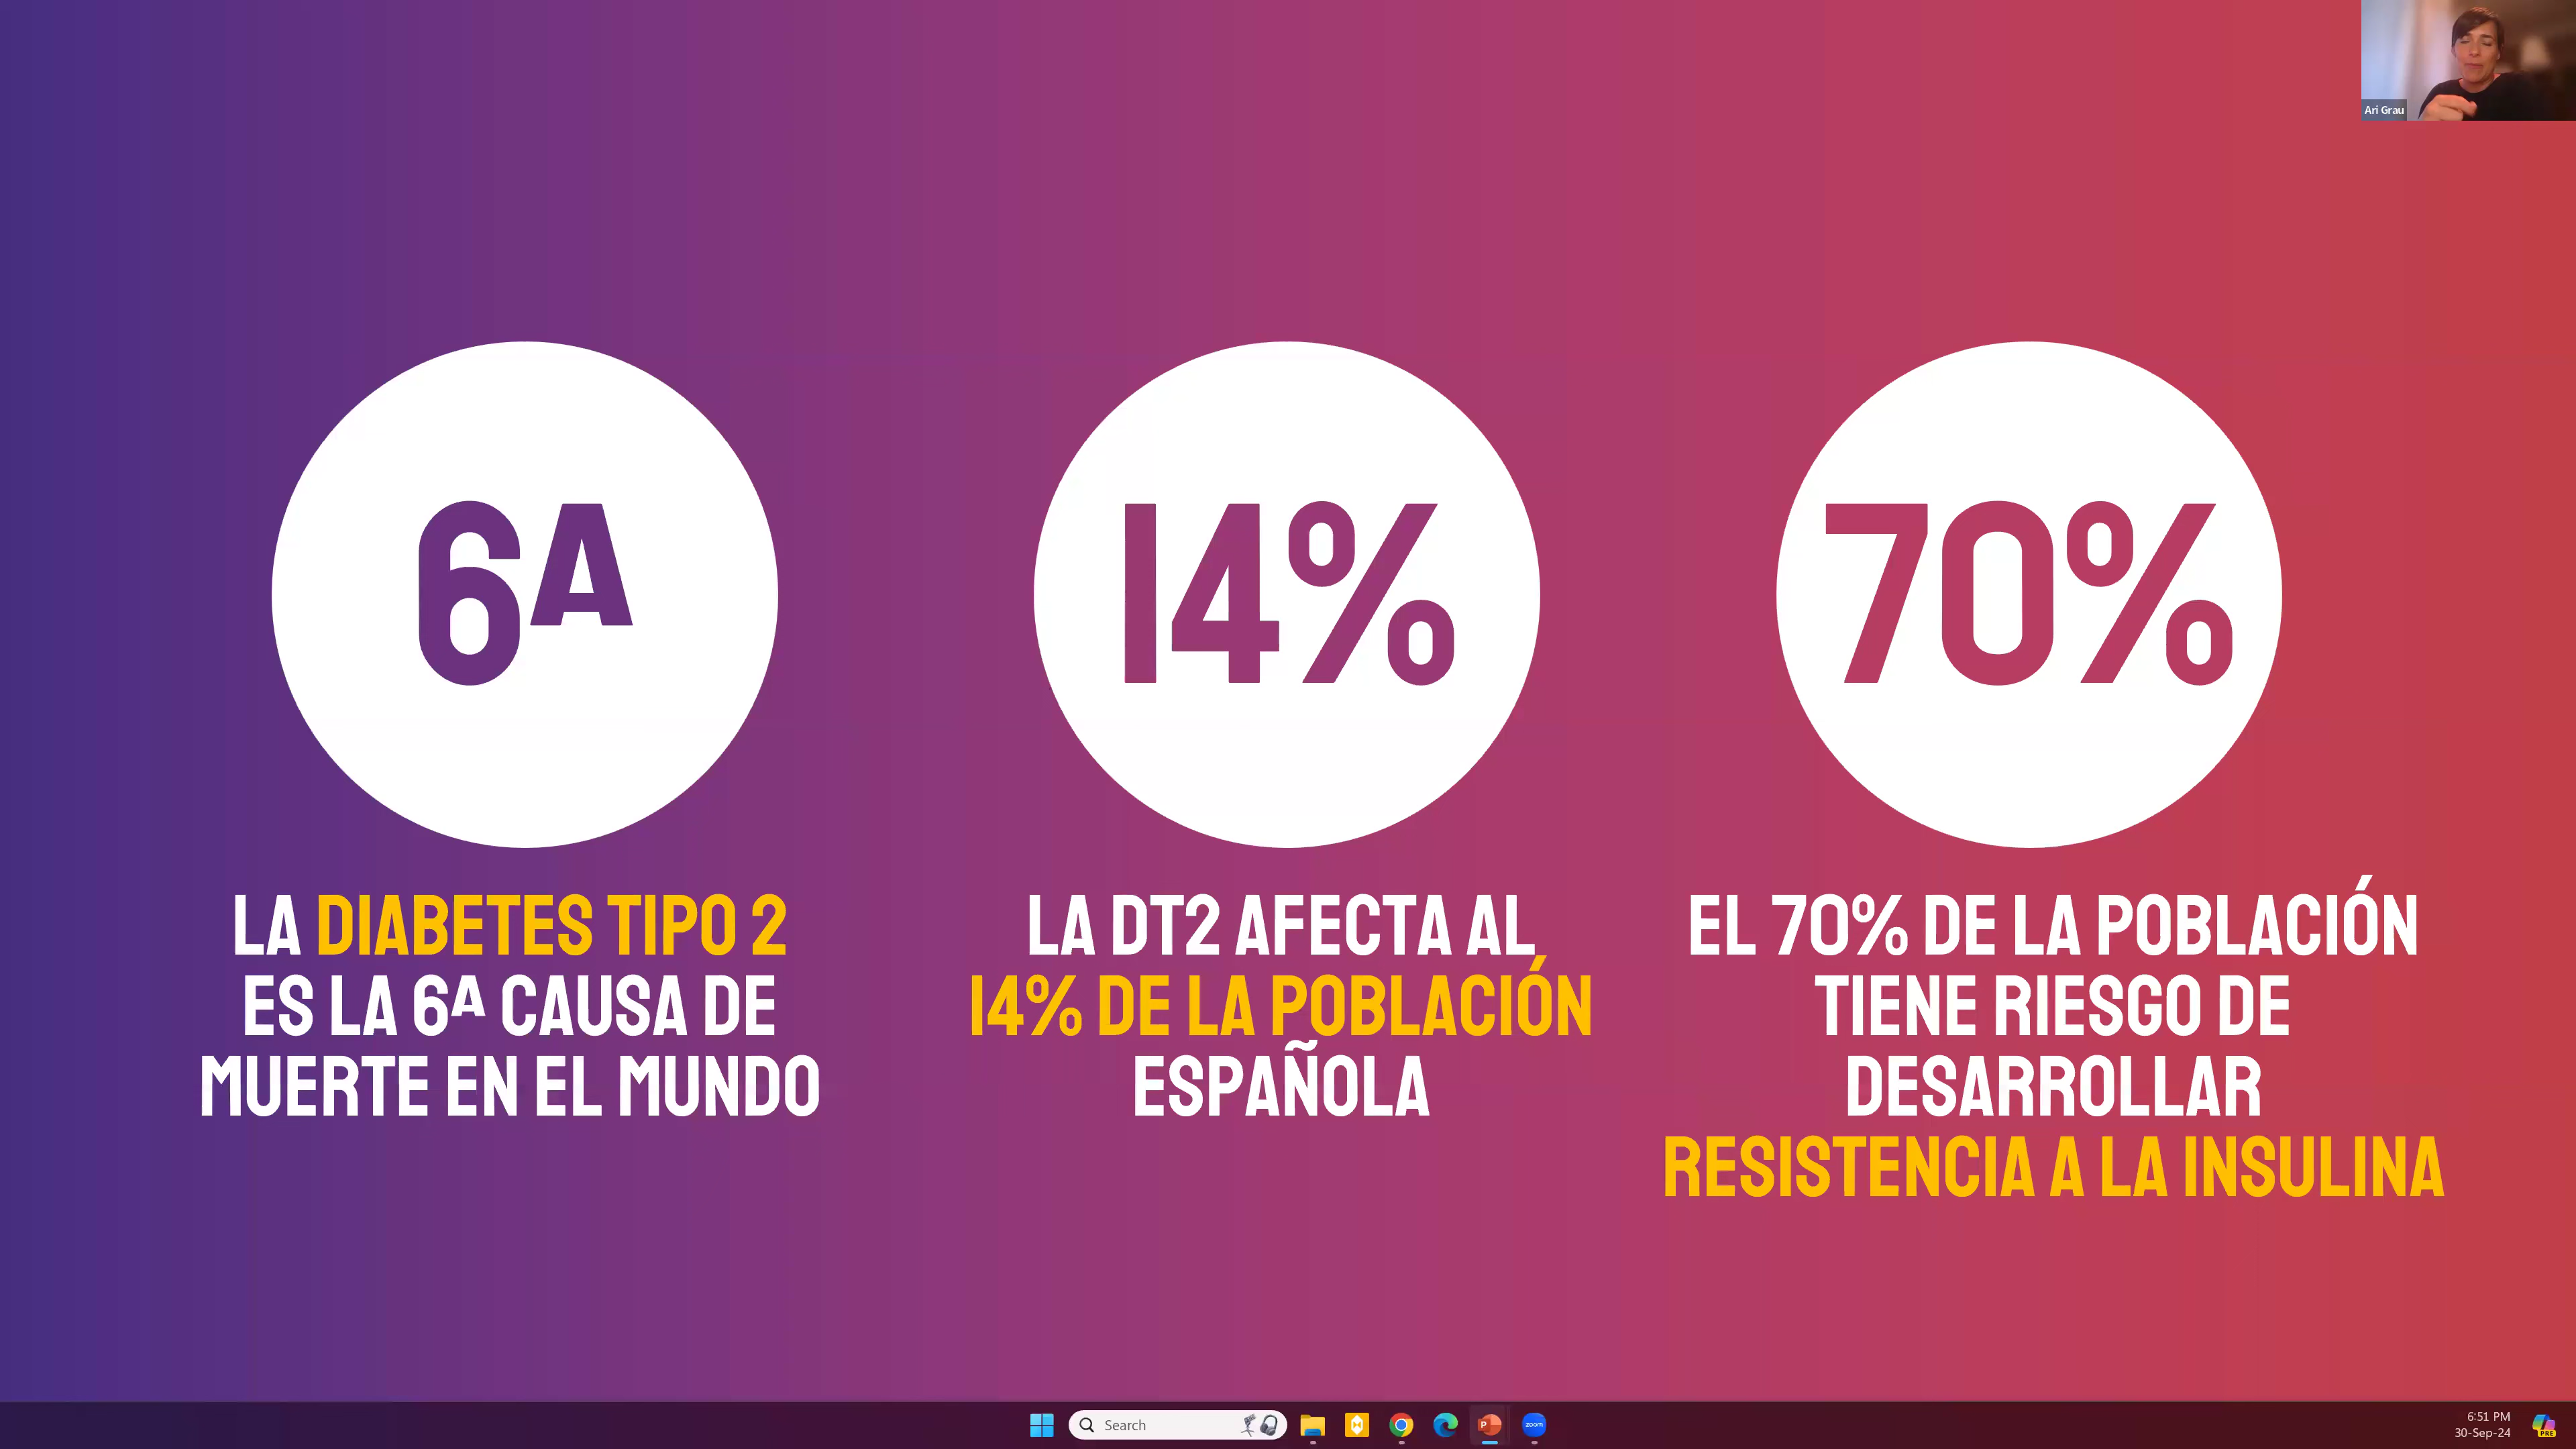 Ari Grau
6ᴬ
14%
70%
LA DIABETES TIPO 2
ES LA 6ᴬ CAUSA DE
MUERTE EN EL MUNDO
LA DT2 AFECTA AL
14% DE LA POBLACIÓN
ESPAÑOLA
EL 70% DE LA POBLACIÓN
TIENE RIESGO DE
DESARROLLAR
RESISTENCIA A LA INSULINA
Search
P
zoom
6:51 PM
30-Sep-24
PRE